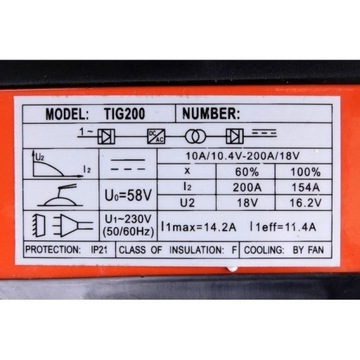 MODEL: TIG200 NUMBER:
1~ DC/AC
U2 I2
10A/10.4V-200A/18V
X 60% 100%
I2 200A 154A
U0=58V
U2 18V 16.2V
U1~230V
(50/60Hz)
I1max=14.2A I1eff=11.4A
PROTECTION: IP21 CLASS OF INSULATION: F COOLING: BY FAN